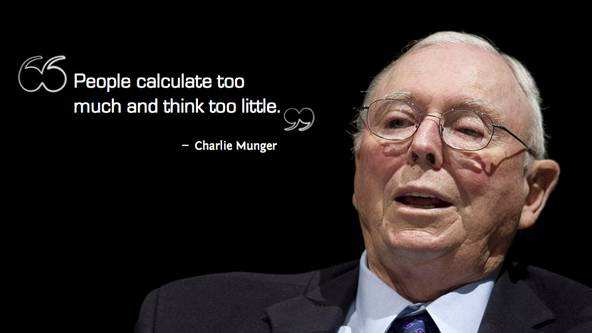 “People calculate too
much and think too little.”
– Charlie Munger